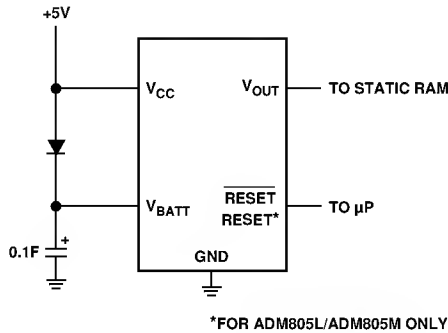 +5V
VCC
VOUT
TO STATIC RAM
VBATT
RESET
RESET*
TO µP
0.1F
+
GND
*FOR ADM805L/ADM805M ONLY